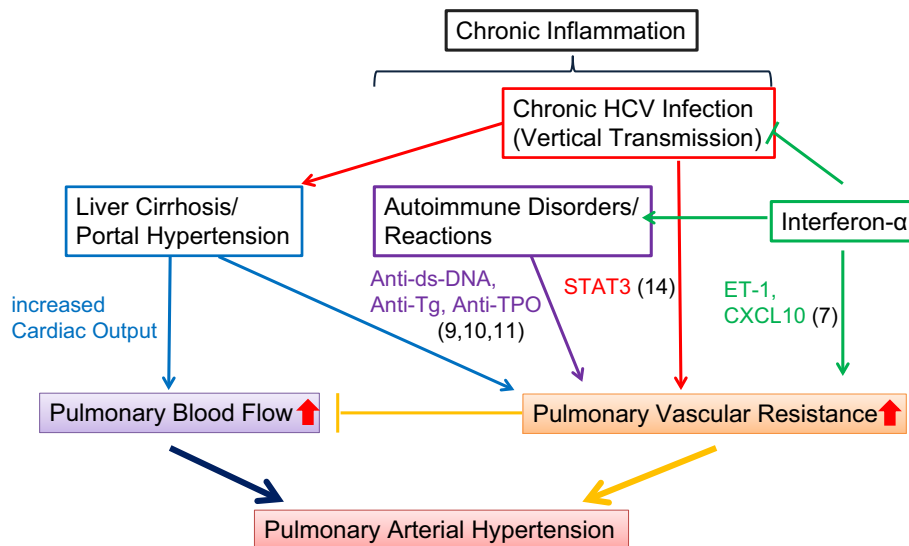 Chronic Inflammation
Chronic HCV Infection
(Vertical Transmission)
Liver Cirrhosis/
Portal Hypertension
Autoimmune Disorders/
Reactions
Interferon-α
increased
Cardiac Output
Anti-ds-DNA,
Anti-Tg, Anti-TPO
(9,10,11)
STAT3 (14)
ET-1,
CXCL10 (7)
Pulmonary Blood Flow
Pulmonary Vascular Resistance
Pulmonary Arterial Hypertension